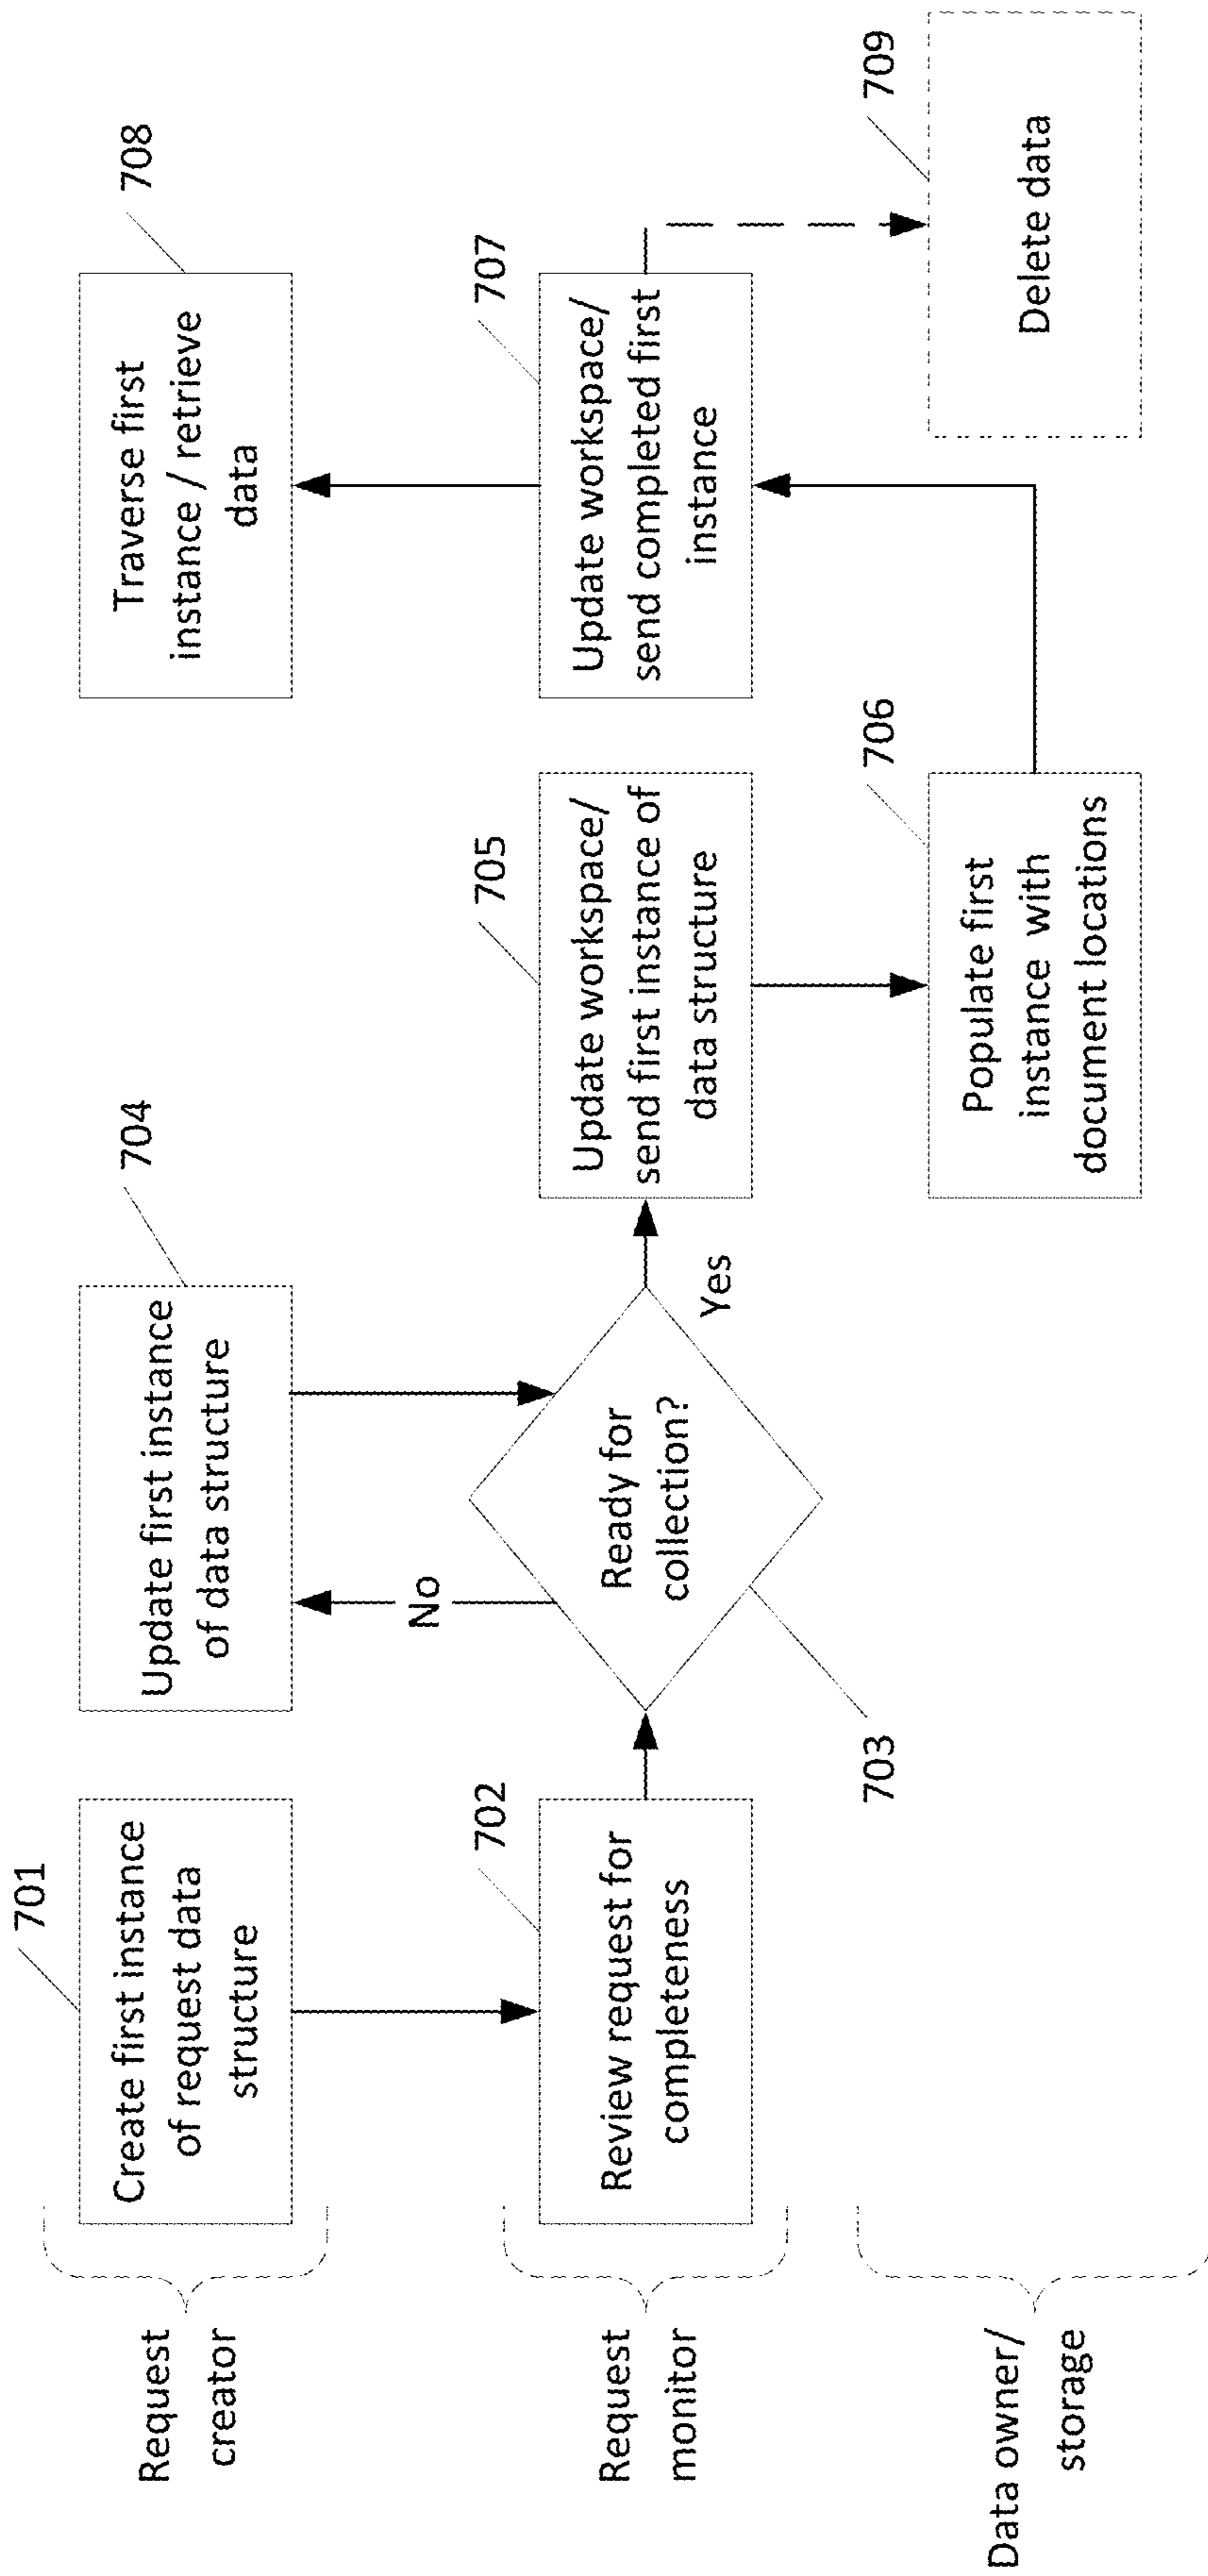 Request
creator
701
Create first instance
of request data
structure
704
Update first instance
of data structure
708
Traverse first
instance / retrieve
data
No
Request
monitor
702
Review request for
completeness
703
Ready for
collection?
Yes
705
Update workspace/
send first instance of
data structure
707
Update workspace/
send completed first
instance
Data owner/
storage
706
Populate first
instance with
document locations
709
Delete data